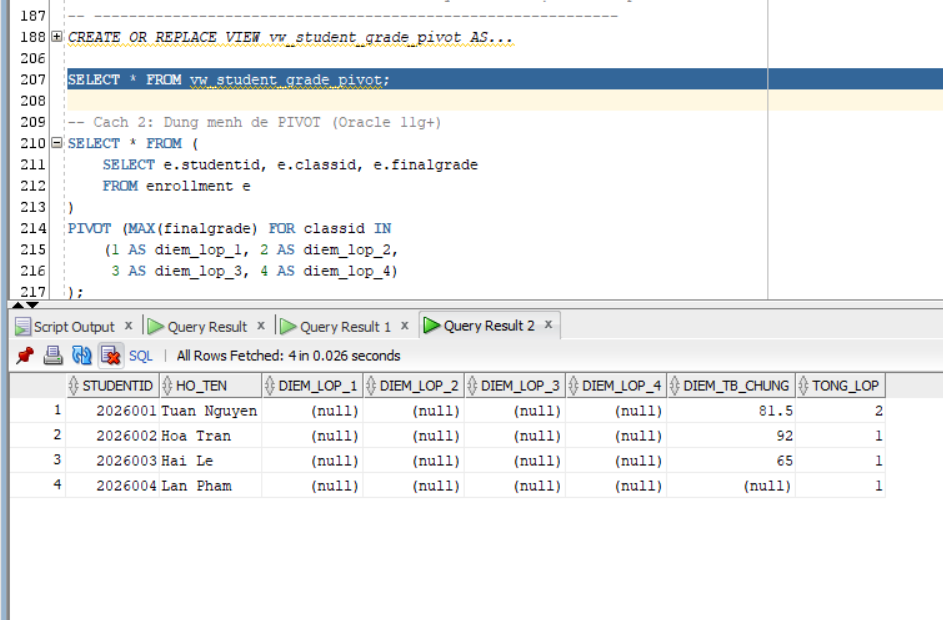 187 -- ------------------------------------------------------------
188 CREATE OR REPLACE VIEW vw_student_grade_pivot AS...
206
207 SELECT * FROM vw_student_grade_pivot;
208
209 -- Cach 2: Dung menh de PIVOT (Oracle 11g+)
210 SELECT * FROM (
211 SELECT e.studentid, e.classid, e.finalgrade
212 FROM enrollment e
213 )
214 PIVOT (MAX(finalgrade) FOR classid IN
215 (1 AS diem_lop_1, 2 AS diem_lop_2,
216 3 AS diem_lop_3, 4 AS diem_lop_4)
217 );
Script Output x Query Result x Query Result 1 x Query Result 2 x
SQL | All Rows Fetched: 4 in 0.026 seconds
STUDENTID HO_TEN DIEM_LOP_1 DIEM_LOP_2 DIEM_LOP_3 DIEM_LOP_4 DIEM_TB_CHUNG TONG_LOP
1 2026001 Tuan Nguyen (null) (null) (null) (null) 81.5 2
2 2026002 Hoa Tran (null) (null) (null) (null) 92 1
3 2026003 Hai Le (null) (null) (null) (null) 65 1
4 2026004 Lan Pham (null) (null) (null) (null) (null) 1